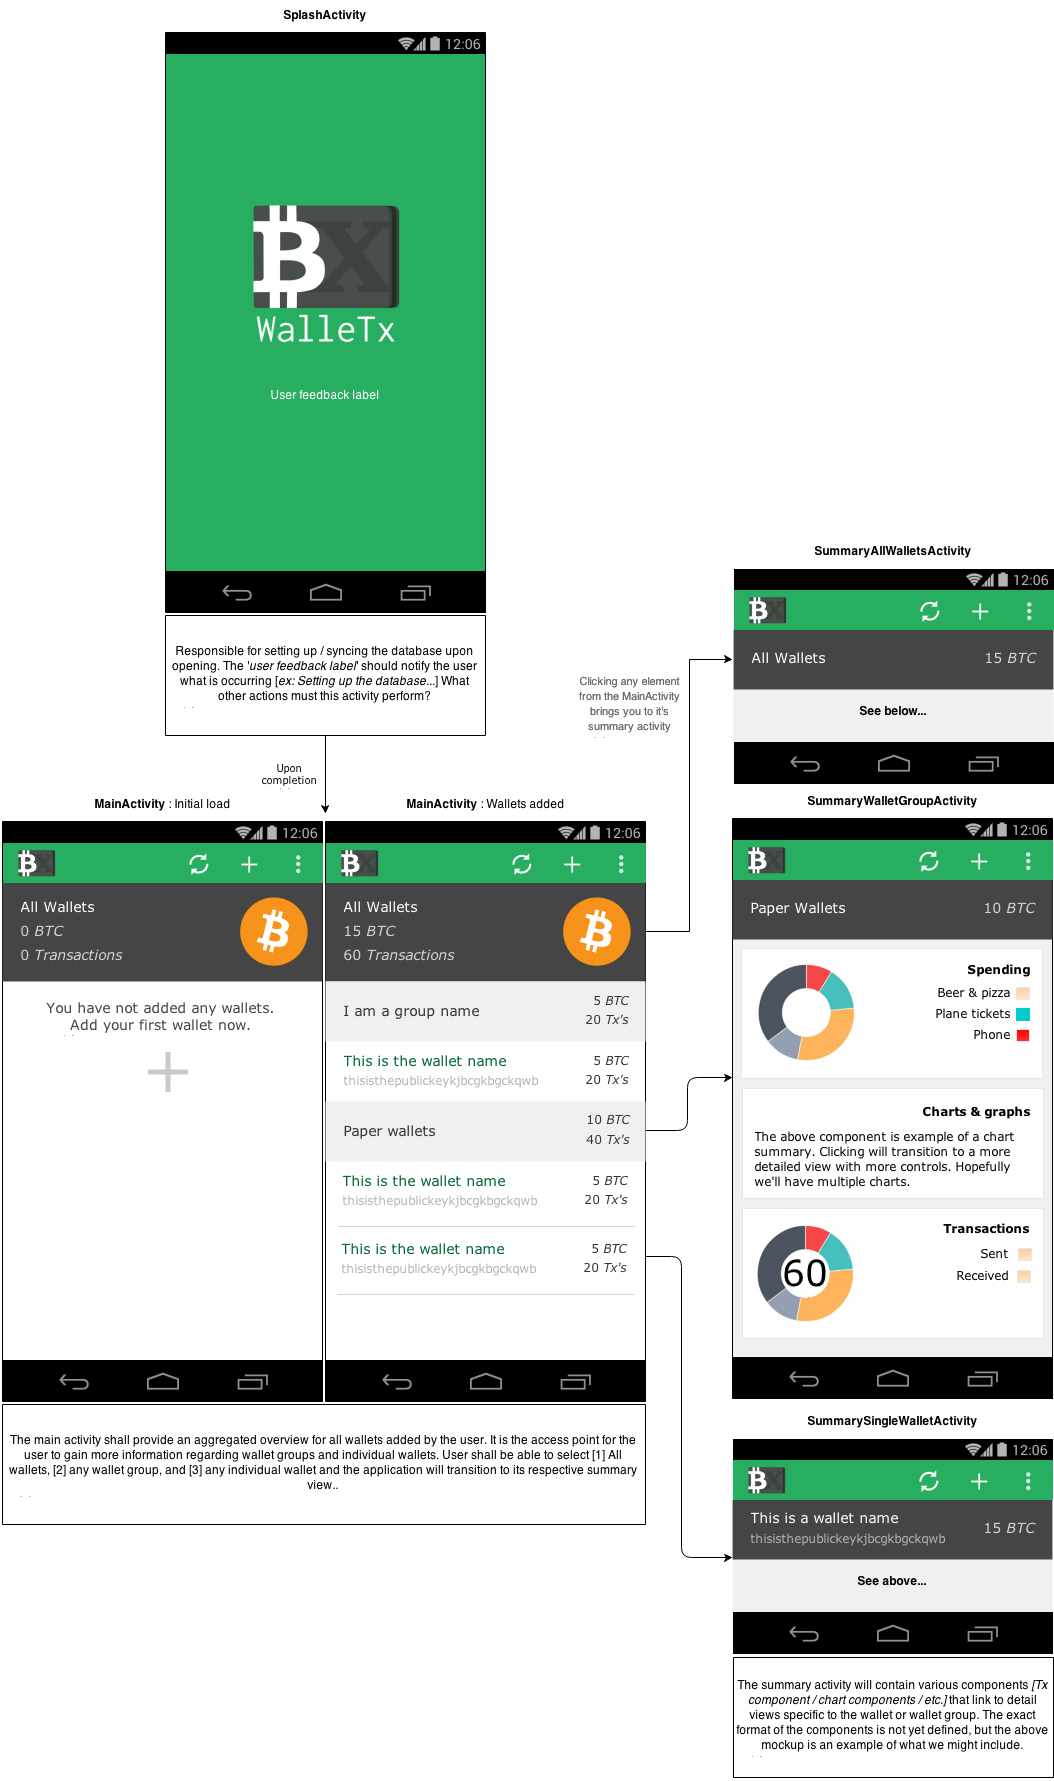 SplashActivity
12:06
B X
WalleTx
User feedback label
Responsible for setting up / syncing the database upon
opening. The 'user feedback label' should notify the user
what is occurring [ex: Setting up the database...] What
other actions must this activity perform?
Upon
completion
MainActivity : Initial load
12:06
B X
All Wallets
0 BTC
0 Transactions
You have not added any wallets.
Add your first wallet now.
MainActivity : Wallets added
12:06
B X
All Wallets
15 BTC
60 Transactions
I am a group name
5 BTC
20 Tx's
This is the wallet name
thisisthepublickeykjbcgkbgckqwb
5 BTC
20 Tx's
Paper wallets
10 BTC
40 Tx's
This is the wallet name
thisisthepublickeykjbcgkbgckqwb
5 BTC
20 Tx's
This is the wallet name
thisisthepublickeykjbcgkbgckqwb
5 BTC
20 Tx's
The main activity shall provide an aggregated overview for all wallets added by the user. It is the access point for the
user to gain more information regarding wallet groups and individual wallets. User shall be able to select [1] All
wallets, [2] any wallet group, and [3] any individual wallet and the application will transition to its respective summary
view..
Clicking any element
from the MainActivity
brings you to it's
summary activity
SummaryAllWalletsActivity
12:06
B X
All Wallets
15 BTC
See below...
SummaryWalletGroupActivity
12:06
B X
Paper Wallets
10 BTC
Spending
Beer & pizza
Plane tickets
Phone
Charts & graphs
The above component is example of a chart
summary. Clicking will transition to a more
detailed view with more controls. Hopefully
we'll have multiple charts.
Transactions
60
Sent
Received
SummarySingleWalletActivity
12:06
B X
This is a wallet name
thisisthepublickeykjbcgkbgckqwb
15 BTC
See above...
The summary activity will contain various components [Tx
component / chart components / etc.] that link to detail
views specific to the wallet or wallet group. The exact
format of the components is not yet defined, but the above
mockup is an example of what we might include.